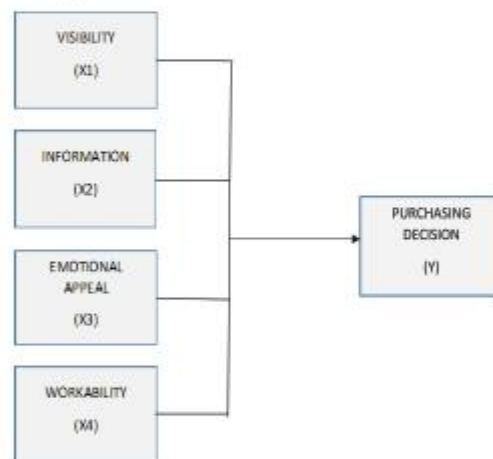 VISIBILITY
(X1)
INFORMATION
(X2)
EMOTIONAL
APPEAL
(X3)
WORKABILITY
(X4)
PURCHASING
DECISION
(Y)